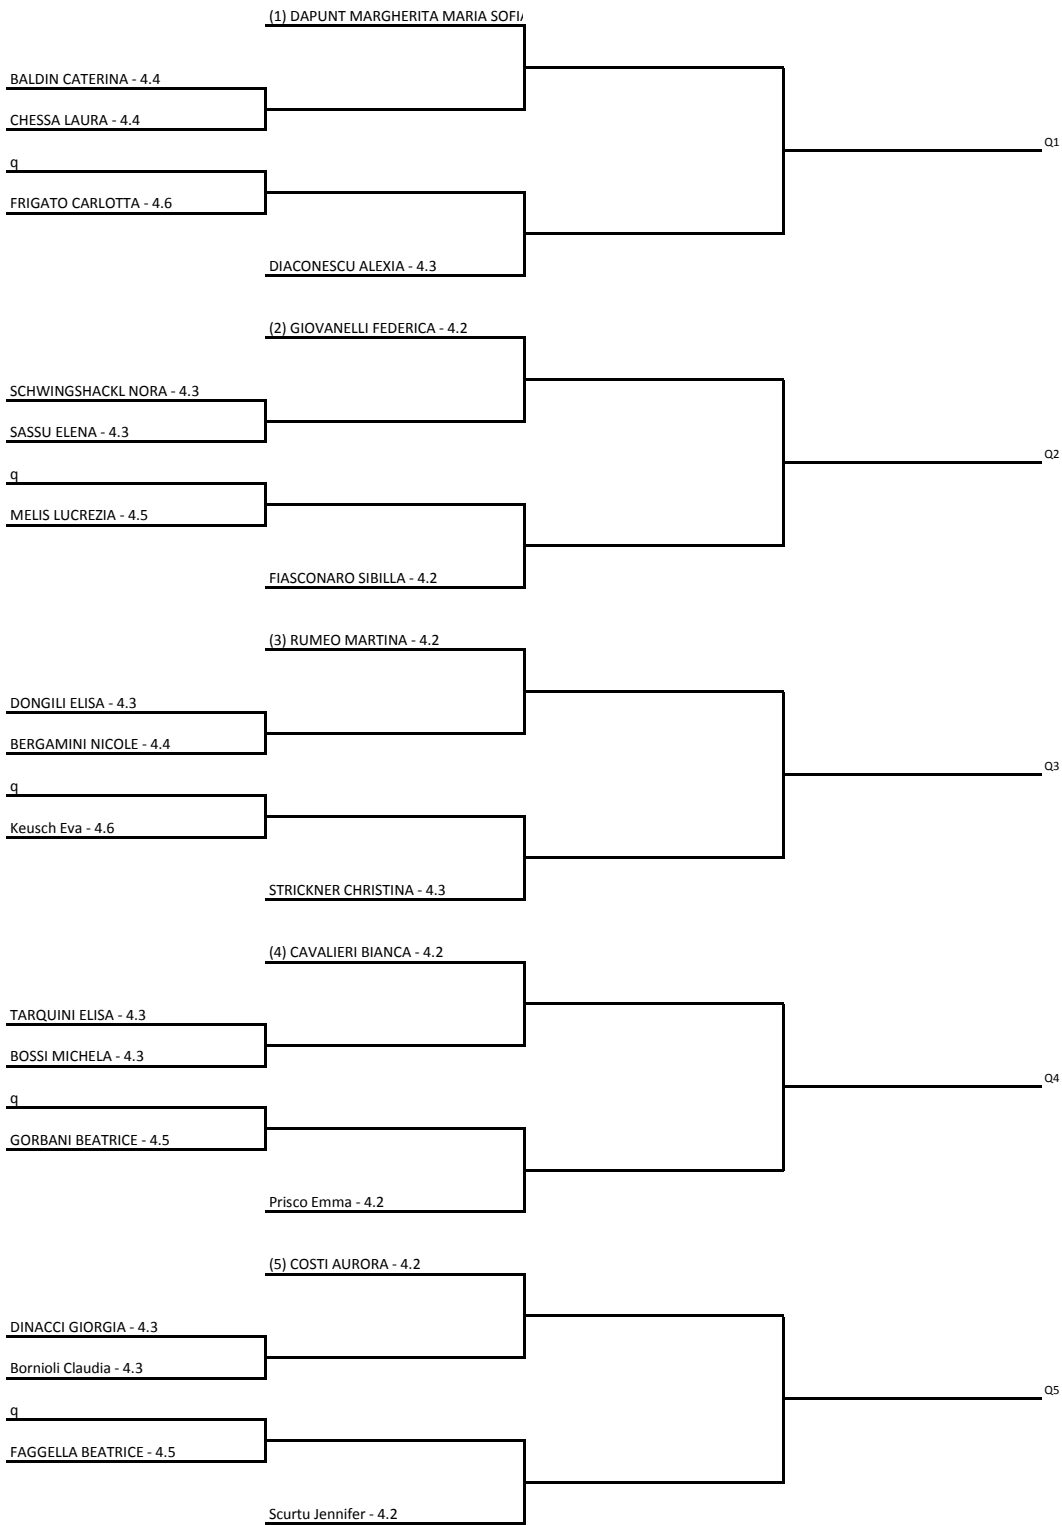 (1) DAPUNT MARGHERITA MARIA SOFI
BALDIN CATERINA - 4.4
CHESSA LAURA - 4.4
Q1
q
FRIGATO CARLOTTA - 4.6
DIACONESCU ALEXIA - 4.3
(2) GIOVANELLI FEDERICA - 4.2
SCHWINGSHACKL NORA - 4.3
SASSU ELENA - 4.3
Q2
q
MELIS LUCREZIA - 4.5
FIASCONARO SIBILLA - 4.2
(3) RUMEO MARTINA - 4.2
DONGILI ELISA - 4.3
BERGAMINI NICOLE - 4.4
Q3
q
Keusch Eva - 4.6
STRICKNER CHRISTINA - 4.3
(4) CAVALIERI BIANCA - 4.2
TARQUINI ELISA - 4.3
BOSSI MICHELA - 4.3
Q4
q
GORBANI BEATRICE - 4.5
Prisco Emma - 4.2
(5) COSTI AURORA - 4.2
DINACCI GIORGIA - 4.3
Bornioli Claudia - 4.3
Q5
q
FAGGELLA BEATRICE - 4.5
Scurtu Jennifer - 4.2